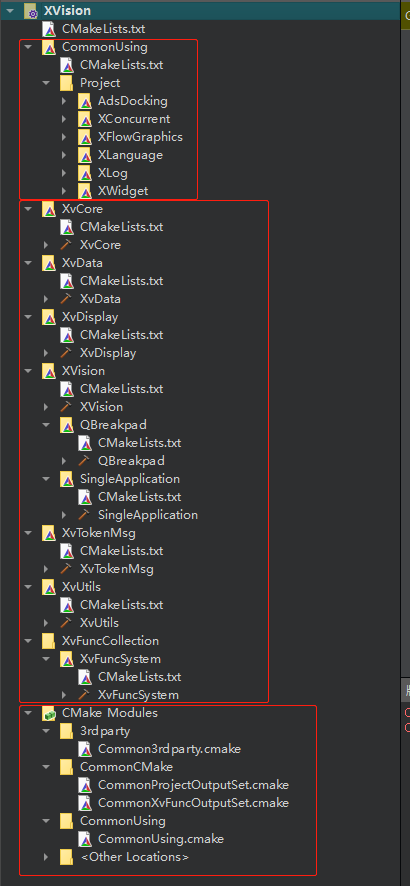 XVision
CMakeLists.txt
CommonUsing
CMakeLists.txt
Project
AdsDocking
XConcurrent
XFlowGraphics
XLanguage
XLog
XWidget
XvCore
CMakeLists.txt
XvCore
XvData
CMakeLists.txt
XvData
XvDisplay
CMakeLists.txt
XvDisplay
XVision
CMakeLists.txt
XVision
QBreakpad
CMakeLists.txt
QBreakpad
SingleApplication
CMakeLists.txt
SingleApplication
XvTokenMsg
CMakeLists.txt
XvTokenMsg
XvUtils
CMakeLists.txt
XvUtils
XvFuncCollection
XvFuncSystem
CMakeLists.txt
XvFuncSystem
CMake Modules
3rdparty
Common3rdparty.cmake
CommonCMake
CommonProjectOutputSet.cmake
CommonXvFuncOutputSet.cmake
CommonUsing
CommonUsing.cmake
<Other Locations>